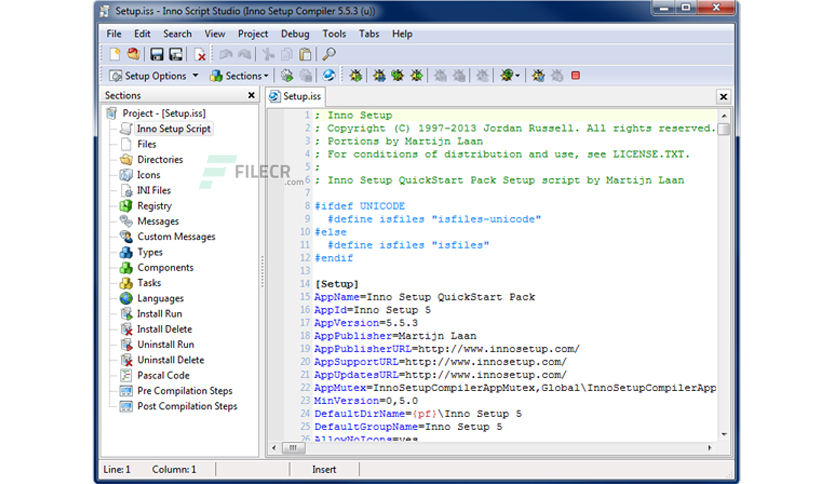 Setup.iss - Inno Script Studio (Inno Setup Compiler 5.5.3 (u))
File Edit Search View Project Debug Tools Tabs Help
Setup Options Sections
Sections
Setup.iss
Project - [Setup.iss]
Inno Setup Script
Files
Directories
Icons
INI Files
Registry
Messages
Custom Messages
Types
Components
Tasks
Languages
Install Run
Install Delete
Uninstall Run
Uninstall Delete
Pascal Code
Pre Compilation Steps
Post Compilation Steps
FILECR
.com
1 ; Inno Setup
2 ; Copyright (C) 1997-2013 Jordan Russell. All rights reserved.
3 ; Portions by Martijn Laan
4 ; For conditions of distribution and use, see LICENSE.TXT.
5 ;
6 ; Inno Setup QuickStart Pack Setup script by Martijn Laan
7
8 #ifdef UNICODE
9 #define isfiles "isfiles-unicode"
10 #else
11 #define isfiles "isfiles"
12 #endif
13
14 [Setup]
15 AppName=Inno Setup QuickStart Pack
16 AppId=Inno Setup 5
17 AppVersion=5.5.3
18 AppPublisher=Martijn Laan
19 AppPublisherURL=http://www.innosetup.com/
20 AppSupportURL=http://www.innosetup.com/
21 AppUpdatesURL=http://www.innosetup.com/
22 AppMutex=InnoSetupCompilerAppMutex,Global\InnoSetupCompilerApp
23 MinVersion=0,5.0
24 DefaultDirName={pf}\Inno Setup 5
25 DefaultGroupName=Inno Setup 5
26 AllowNoIcons=yes
Line: 1 Column: 1 Insert